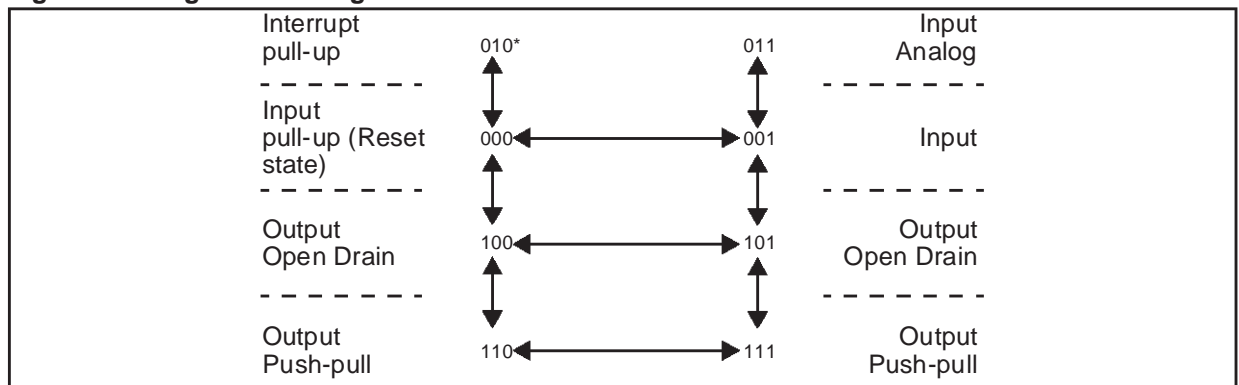 Interrupt
pull-up
010*
011
Input
Analog
Input
pull-up (Reset
state)
000
001
Input
Output
Open Drain
100
101
Output
Open Drain
Output
Push-pull
110
111
Output
Push-pull